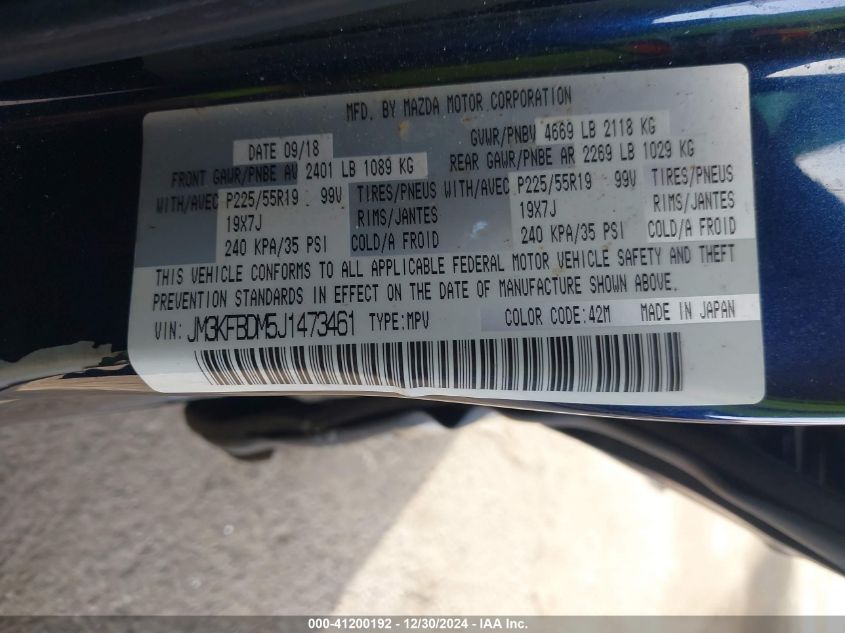 MFD. BY MAZDA MOTOR CORPORATION
DATE 09/18
GVWR/PNBV 4669 LB 2118 KG
FRONT GAWR/PNBE AV 2401 LB 1089 KG
REAR GAWR/PNBE AR 2269 LB 1029 KG
WITH/AVEC P225/55R19 99V TIRES/PNEUS WITH/AVEC P225/55R19 99V TIRES/PNEUS
19X7J RIMS/JANTES 19X7J RIMS/JANTES
240 KPA/35 PSI COLD/A FROID 240 KPA/35 PSI COLD/A FROID
THIS VEHICLE CONFORMS TO ALL APPLICABLE FEDERAL MOTOR VEHICLE SAFETY AND THEFT
PREVENTION STANDARDS IN EFFECT ON THE DATE OF MANUFACTURE SHOWN ABOVE.
VIN: JM3KFBDM5J1473461 TYPE:MPV COLOR CODE:42M MADE IN JAPAN
000-41200192 - 12/30/2024 - IAA Inc.